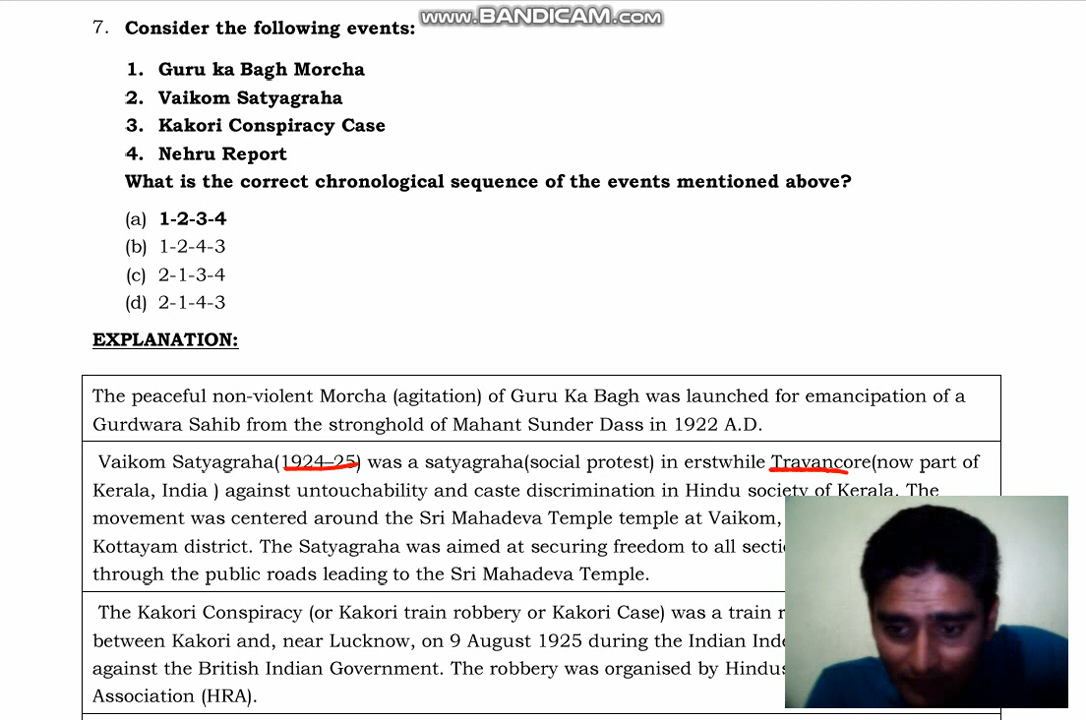 www.BANDICAM.com
7. Consider the following events:
1. Guru ka Bagh Morcha
2. Vaikom Satyagraha
3. Kakori Conspiracy Case
4. Nehru Report
What is the correct chronological sequence of the events mentioned above?
(a) 1-2-3-4
(b) 1-2-4-3
(c) 2-1-3-4
(d) 2-1-4-3
EXPLANATION:
The peaceful non-violent Morcha (agitation) of Guru Ka Bagh was launched for emancipation of a
Gurdwara Sahib from the stronghold of Mahant Sunder Dass in 1922 A.D.
Vaikom Satyagraha(1924–25) was a satyagraha(social protest) in erstwhile Travancore(now part of
Kerala, India ) against untouchability and caste discrimination in Hindu society of Kerala. The
movement was centered around the Sri Mahadeva Temple temple at Vaikom,
Kottayam district. The Satyagraha was aimed at securing freedom to all
through the public roads leading to the Sri Mahadeva Temple.
The Kakori Conspiracy (or Kakori train robbery or Kakori Case) was a train
between Kakori and, near Lucknow, on 9 August 1925 during the Indian
against the British Indian Government. The robbery was organised by
Association (HRA).